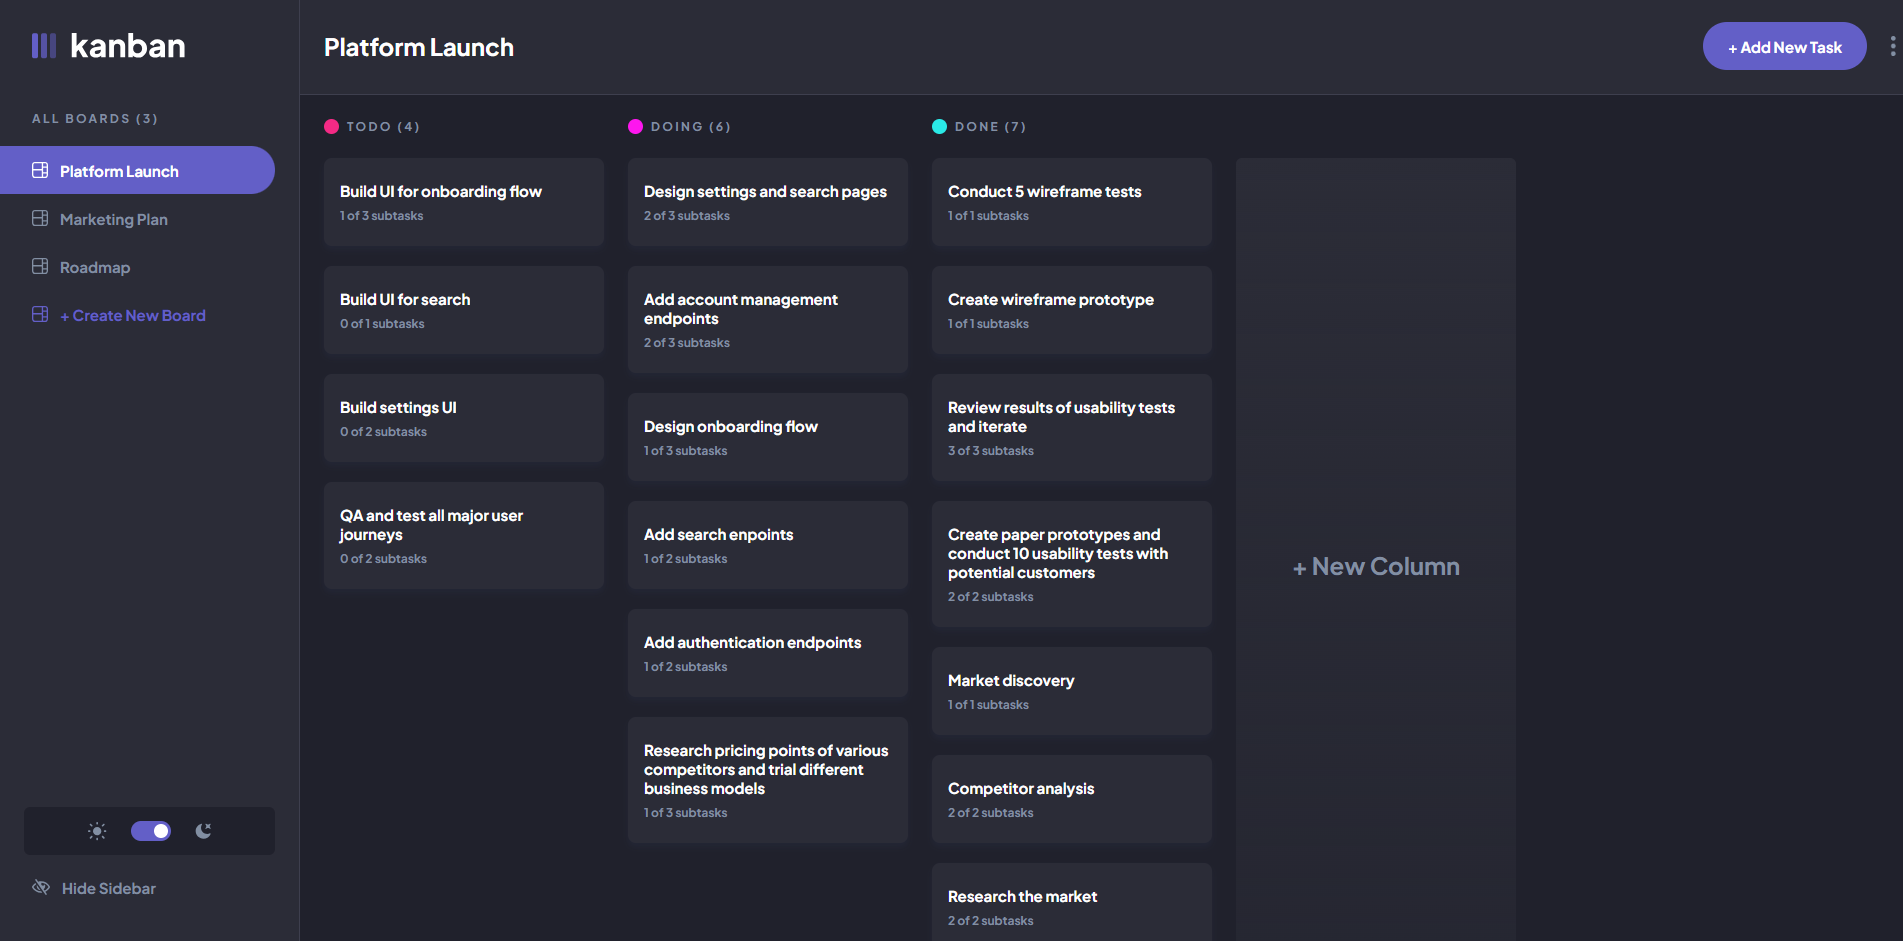 kanban
ALL BOARDS (3)
Platform Launch
Marketing Plan
Roadmap
+ Create New Board
Hide Sidebar
Platform Launch
+ Add New Task
TODO (4)
Build UI for onboarding flow
1 of 3 subtasks
Build UI for search
0 of 1 subtasks
Build settings UI
0 of 2 subtasks
QA and test all major user
journeys
0 of 2 subtasks
DOING (6)
Design settings and search pages
2 of 3 subtasks
Add account management
endpoints
2 of 3 subtasks
Design onboarding flow
1 of 3 subtasks
Add search enpoints
1 of 2 subtasks
Add authentication endpoints
1 of 2 subtasks
Research pricing points of various
competitors and trial different
business models
1 of 3 subtasks
DONE (7)
Conduct 5 wireframe tests
1 of 1 subtasks
Create wireframe prototype
1 of 1 subtasks
Review results of usability tests
and iterate
3 of 3 subtasks
Create paper prototypes and
conduct 10 usability tests with
potential customers
2 of 2 subtasks
Market discovery
1 of 1 subtasks
Competitor analysis
2 of 2 subtasks
Research the market
2 of 2 subtasks
+ New Column